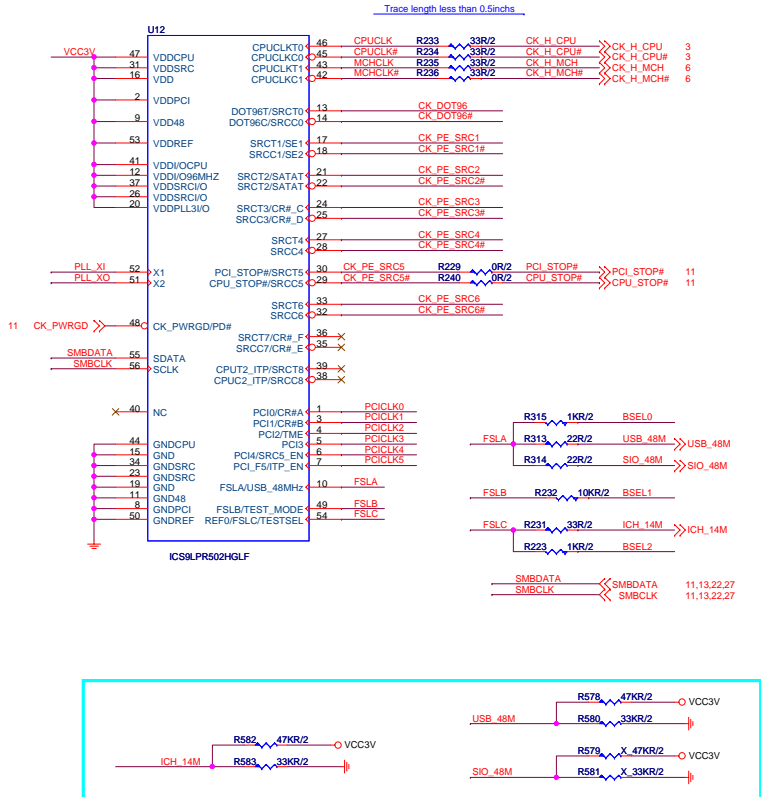 Trace length less than 0.5inchs
U12
VCC3V
47 VDDCPU
31 VDDSRC
16 VDD
2 VDDPCI
9 VDD48
53 VDDREF
41 VDDI/OCPU
12 VDDI/O96MHZ
37 VDDSRCI/O
26 VDDSRCI/O
20 VDDPLL3I/O
PLL_XI 52 X1
PLL_XO 51 X2
11 CK_PWRGD 48 CK_PWRGD/PD#
SMBDATA 55 SDATA
SMBCLK 56 SCLK
40 NC
44 GNDCPU
15 GND
34 GNDSRC
23 GNDSRC
19 GND
11 GND48
8 GNDPCI
50 GNDREF
CPUCLKT0 46 CPUCLK R233 33R/2 CK_H_CPU CK_H_CPU 3
CPUCLKC0 45 CPUCLK# R234 33R/2 CK_H_CPU# CK_H_CPU# 3
CPUCLKT1 43 MCHCLK R235 33R/2 CK_H_MCH CK_H_MCH 6
CPUCLKC1 42 MCHCLK# R236 33R/2 CK_H_MCH# CK_H_MCH# 6
DOT96T/SRCT0 13 CK_DOT96
DOT96C/SRCC0 14 CK_DOT96#
SRCT1/SE1 17 CK_PE_SRC1
SRCC1/SE2 18 CK_PE_SRC1#
SRCT2/SATAT 21 CK_PE_SRC2
SRCT2/SATAT 22 CK_PE_SRC2#
SRCT3/CR#_C 24 CK_PE_SRC3
SRCC3/CR#_D 25 CK_PE_SRC3#
SRCT4 27 CK_PE_SRC4
SRCC4 28 CK_PE_SRC4#
PCI_STOP#/SRCT5 30 CK_PE_SRC5 R229 0R/2 PCI_STOP# PCI_STOP# 11
CPU_STOP#/SRCC5 29 CK_PE_SRC5# R240 0R/2 CPU_STOP# CPU_STOP# 11
SRCT6 33 CK_PE_SRC6
SRCC6 32 CK_PE_SRC6#
SRCT7/CR#_F 36
SRCC7/CR#_E 35
CPUT2_ITP/SRCT8 39
CPUC2_ITP/SRCC8 38
PCI0/CR#A 1 PCICLK0
PCI1/CR#B 3 PCICLK1
PCI2/TME 4 PCICLK2
PCI3 5 PCICLK3
PCI4/SRC5_EN 6 PCICLK4
PCI_F5/ITP_EN 7 PCICLK5
FSLA/USB_48MHz 10 FSLA
FSLB/TEST_MODE 49 FSLB
REF0/FSLC/TESTSEL 54 FSLC
ICS9LPR502HGLF
R315 1KR/2 BSEL0
FSLA R313 22R/2 USB_48M USB_48M
R314 22R/2 SIO_48M SIO_48M
FSLB R232 10KR/2 BSEL1
FSLC R231 33R/2 ICH_14M ICH_14M
R223 1KR/2 BSEL2
SMBDATA SMBDATA 11,13,22,27
SMBCLK SMBCLK 11,13,22,27
R582 47KR/2 VCC3V
ICH_14M R583 33KR/2
R578 47KR/2 VCC3V
USB_48M R580 33KR/2
R579 X_47KR/2 VCC3V
SIO_48M R581 X_33KR/2